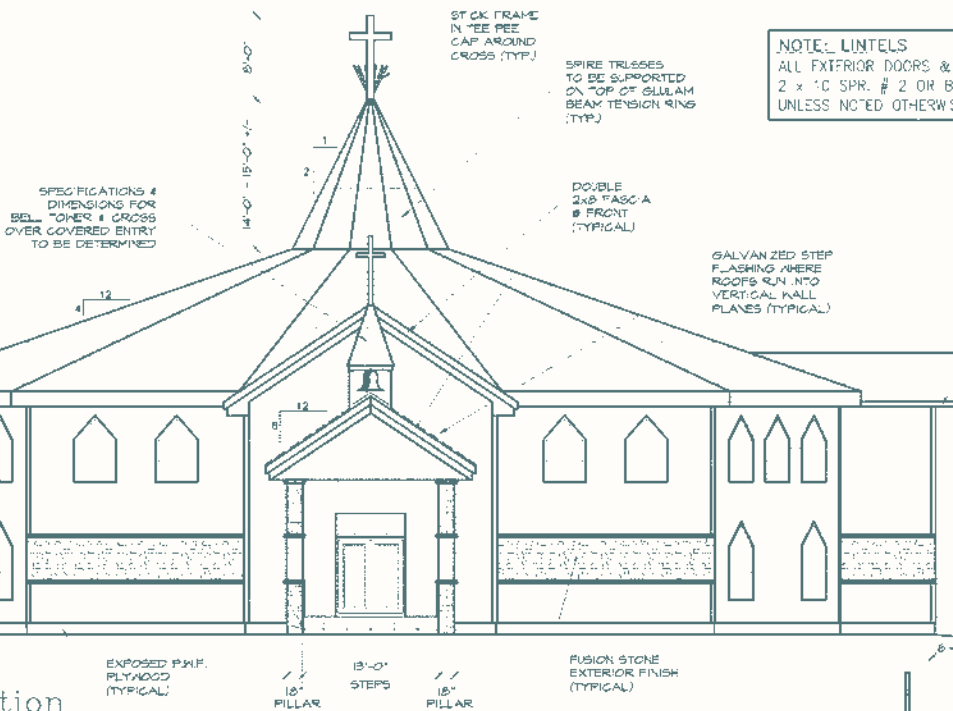 STICK FRAME
IN TEE PEE
CAP AROUND
CROSS (TYP.)
8'-0"
SPIRE TRUSSES
TO BE SUPPORTED
ON TOP OF GLULAM
BEAM TENSION RING
(TYP.)
NOTE: LINTELS
ALL EXTERIOR DOORS &
2 x 10 SPR. # 2 OR B
UNLESS NOTED OTHERWIS
1
2
14'-0" - 15'-0" +/-
SPECIFICATIONS &
DIMENSIONS FOR
BELL TOWER & CROSS
OVER COVERED ENTRY
TO BE DETERMINED
DOUBLE
2x8 FASCIA
@ FRONT
(TYPICAL)
GALVANIZED STEP
FLASHING WHERE
ROOFS RUN INTO
VERTICAL WALL
PLANES (TYPICAL)
12
4
12
8
EXPOSED P.W.F.
PLYWOOD
(TYPICAL)
18"
PILLAR
13'-0"
STEPS
18"
PILLAR
FUSION STONE
EXTERIOR FINISH
(TYPICAL)
tion